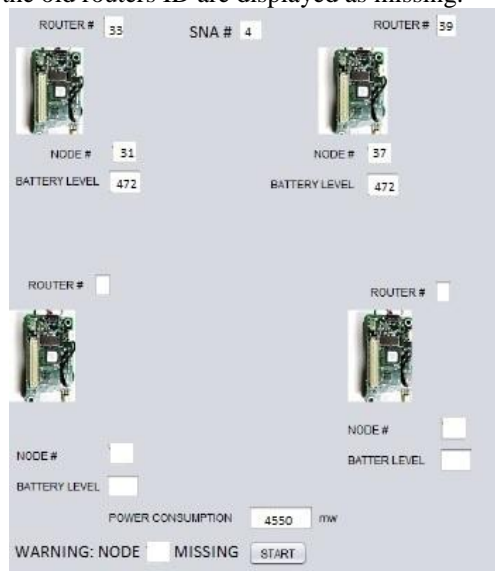 the old routers ID are displayed as missing.
ROUTER # 33 SNA # 4 ROUTER # 39
NODE # 31 NODE # 37
BATTERY LEVEL 472 BATTERY LEVEL 472
ROUTER # ROUTER #
NODE #
BATTER LEVEL
NODE #
BATTERY LEVEL
POWER CONSUMPTION 4550 mw
WARNING: NODE MISSING START